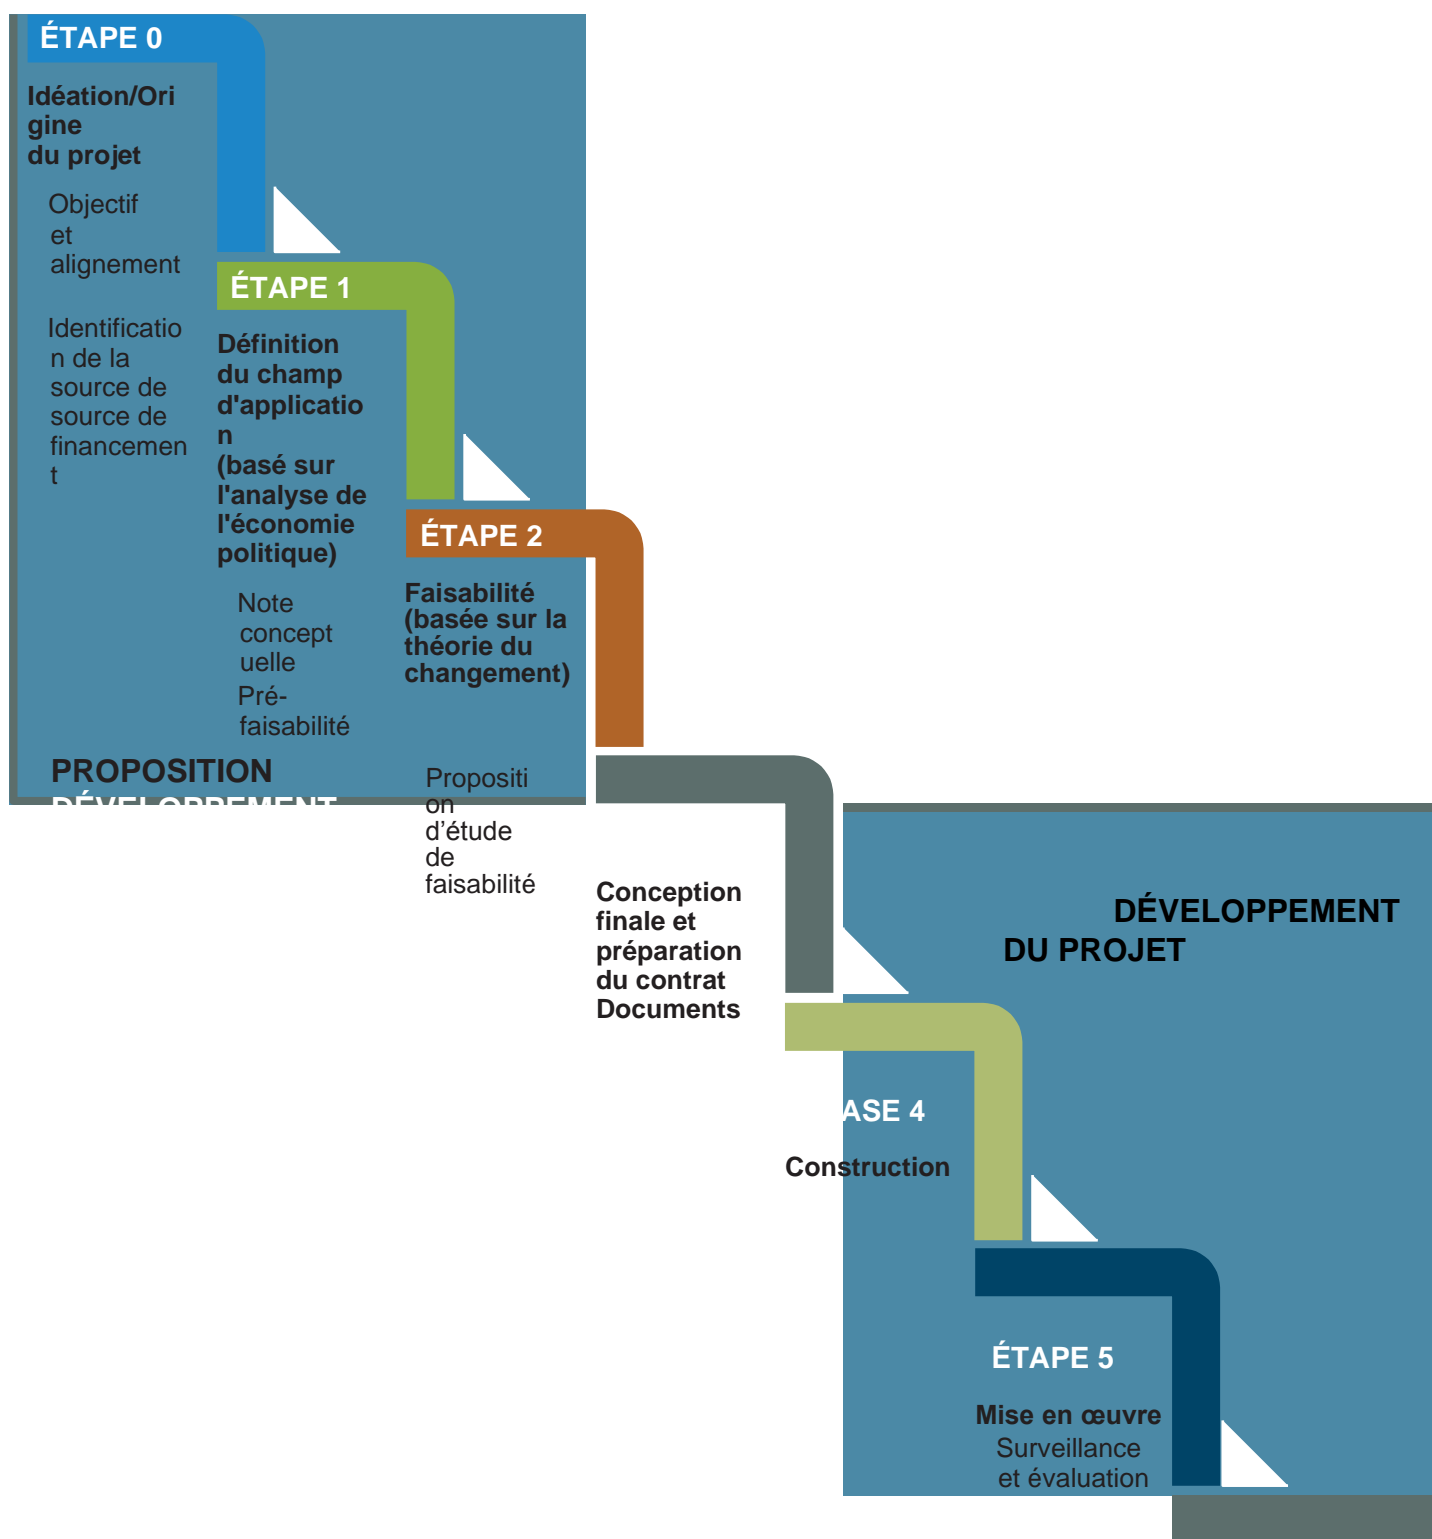 ÉTAPE 0
Idéation/Ori
gine
du projet
Objectif
et
alignement
Identificatio
n de la
source de
source de
financemen
t
ÉTAPE 1
Définition
du champ
d'applicatio
n
(basé sur
l'analyse de
l'économie
politique)
Note
concept
uelle
Pré-
faisabilité
ÉTAPE 2
Faisabilité
(basée sur la
théorie du
changement)
Propositi
on
d’étude
de
faisabilité
PROPOSITION
DÉVELOPPEMENT
Conception
finale et
préparation
du contrat
Documents
DÉVELOPPEMENT
DU PROJET
ASE 4
Construction
ÉTAPE 5
Mise en œuvre
Surveillance
et évaluation